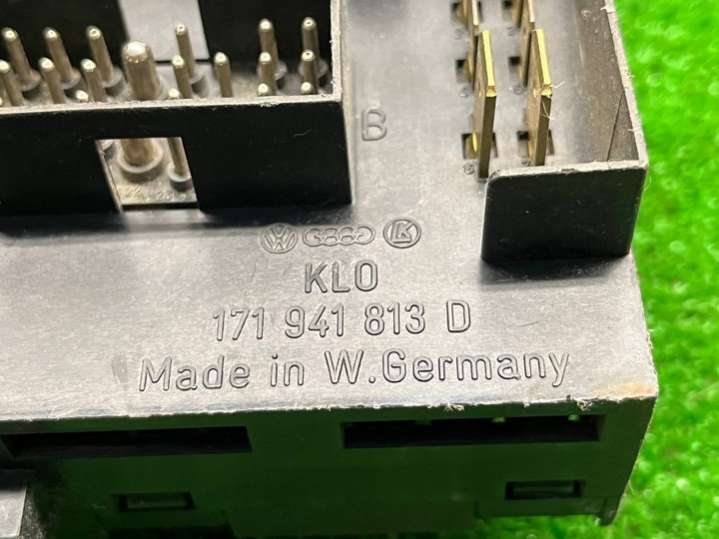 B
KLO
171 941 813 D
Made in W.Germany